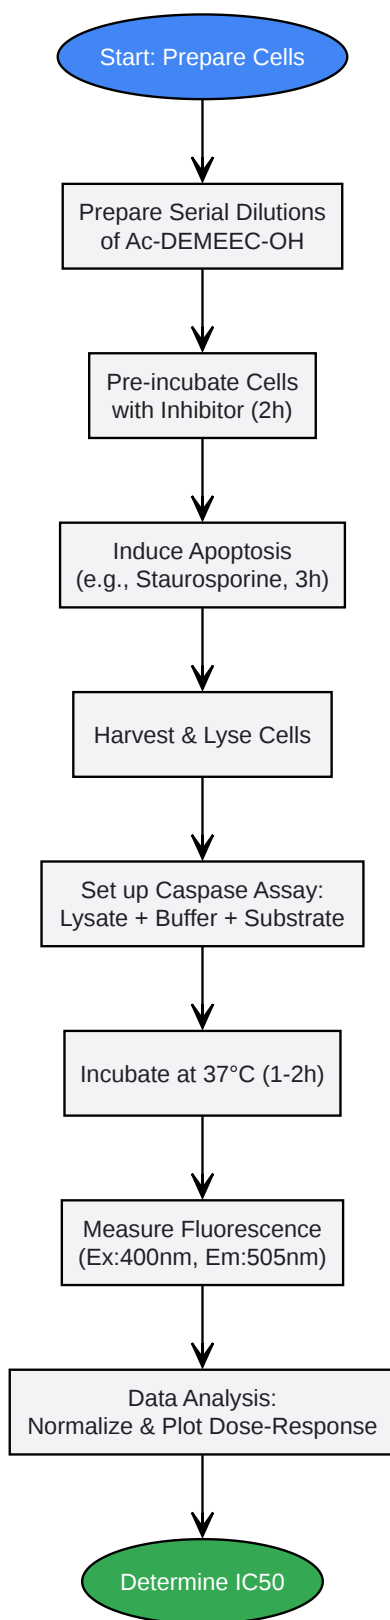 Start: Prepare Cells
Prepare Serial Dilutions
of Ac-DEMEEC-OH
Pre-incubate Cells
with Inhibitor (2h)
Induce Apoptosis
(e.g., Staurosporine, 3h)
Harvest & Lyse Cells
Set up Caspase Assay:
Lysate + Buffer + Substrate
Incubate at 37°C (1-2h)
Measure Fluorescence
(Ex:400nm, Em:505nm)
Data Analysis:
Normalize & Plot Dose-Response
Determine IC50